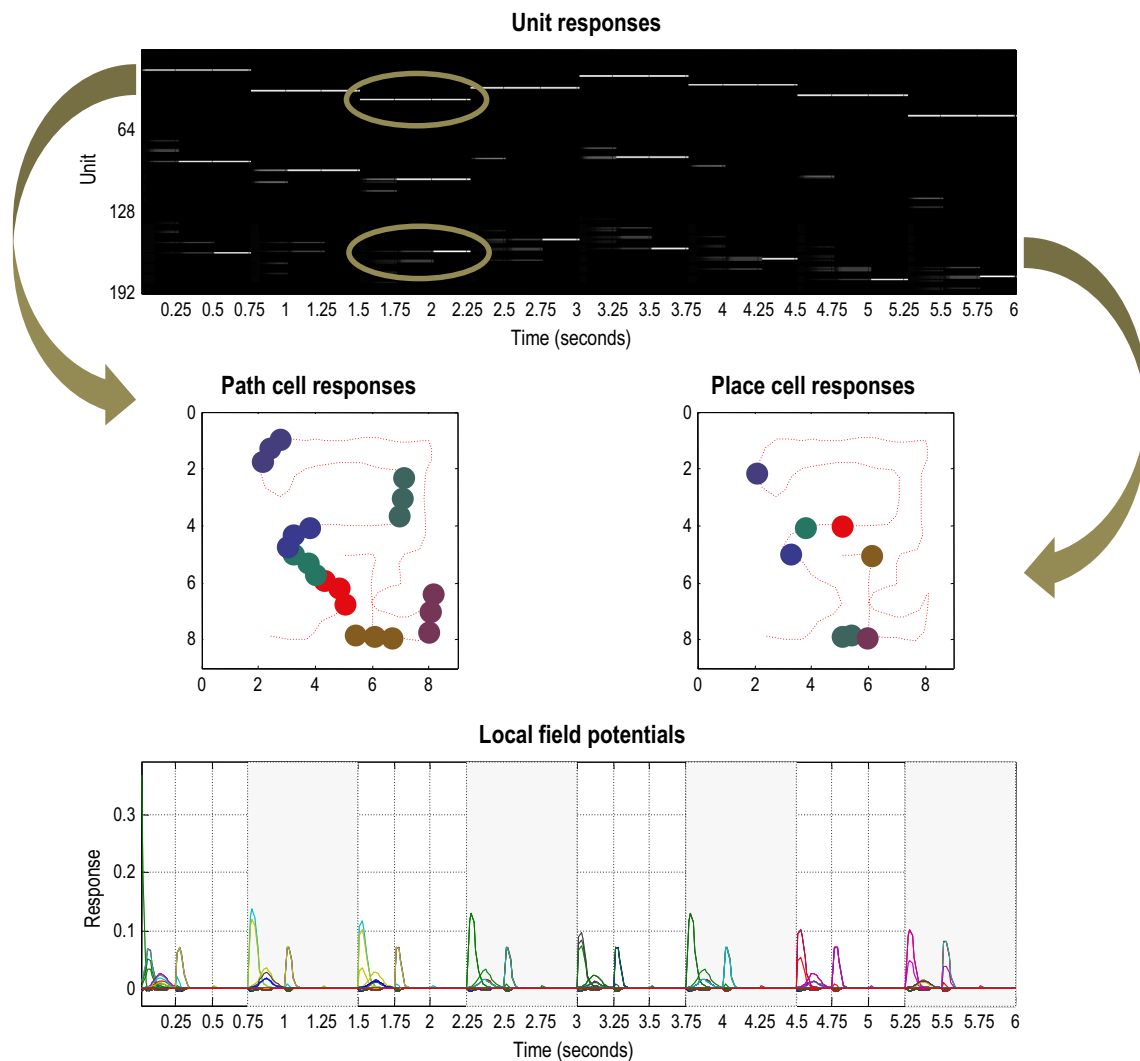 Unit responses
Unit
64
128
192
0.25 0.5 0.75 1 1.25 1.5 1.75 2 2.25 2.5 2.75 3 3.25 3.5 3.75 4 4.25 4.5 4.75 5 5.25 5.5 5.75 6
Time (seconds)
Path cell responses
0
2
4
6
8
0 2 4 6 8
Place cell responses
0
2
4
6
8
0 2 4 6 8
Local field potentials
Response
0.3
0.2
0.1
0
0.25 0.5 0.75 1 1.25 1.5 1.75 2 2.25 2.5 2.75 3 3.25 3.5 3.75 4 4.25 4.5 4.75 5 5.25 5.5 5.75 6
Time (seconds)